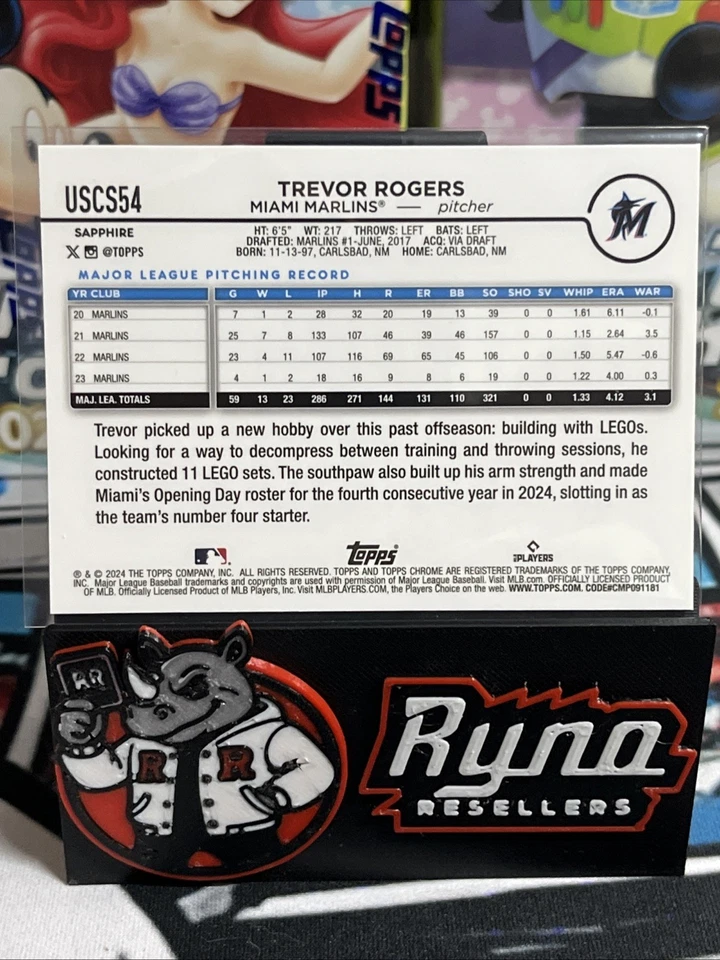 Topps
USCS54
TREVOR ROGERS
MIAMI MARLINS® — pitcher
M
SAPPHIRE
X @TOPPS
HT: 6'5" WT: 217 THROWS: LEFT BATS: LEFT
DRAFTED: MARLINS #1-JUNE, 2017 ACQ: VIA DRAFT
BORN: 11-13-97, CARLSBAD, NM HOME: CARLSBAD, NM
MAJOR LEAGUE PITCHING RECORD
YR CLUB G W L IP H R ER BB SO SHO SV WHIP ERA WAR
20 MARLINS 7 1 2 28 32 20 19 13 39 0 0 1.61 6.11 -0.1
21 MARLINS 25 7 8 133 107 46 39 46 157 0 0 1.15 2.64 3.5
22 MARLINS 23 4 11 107 116 69 65 45 106 0 0 1.50 5.47 -0.6
23 MARLINS 4 1 2 18 16 9 8 6 19 0 0 1.22 4.00 0.3
MAJ. LEA. TOTALS 59 13 23 286 271 144 131 110 321 0 0 1.33 4.12 3.1
Trevor picked up a new hobby over this past offseason: building with LEGOs.
Looking for a way to decompress between training and throwing sessions, he
constructed 11 LEGO sets. The southpaw also built up his arm strength and made
Miami's Opening Day roster for the fourth consecutive year in 2024, slotting in as
the team's number four starter.
Topps
PLAYERS
® & © 2024 THE TOPPS COMPANY, INC. ALL RIGHTS RESERVED. TOPPS AND TOPPS CHROME ARE REGISTERED TRADEMARKS OF THE TOPPS COMPANY,
INC. Major League Baseball trademarks and copyrights are used with permission of Major League Baseball. Visit MLB.com. OFFICIALLY LICENSED PRODUCT
OF MLB. Officially Licensed Product of MLB Players, Inc. Visit MLBPLAYERS.COM, the Players Choice on the web. WWW.TOPPS.COM. CODE#CMP091181
RR
R R
Ryno
RESELLERS